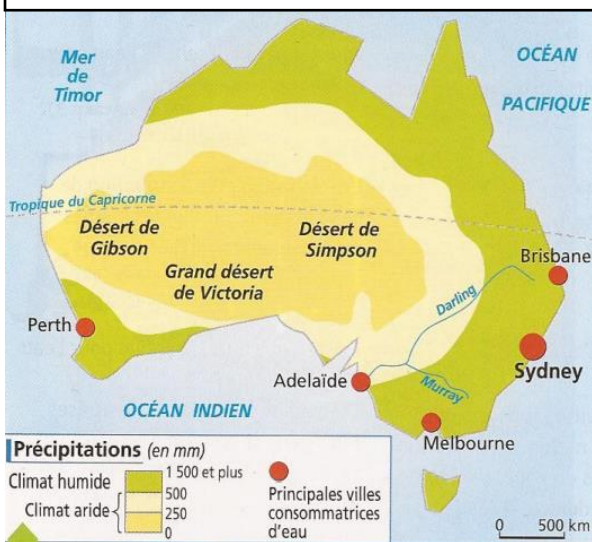 Mer
de
Timor
OCÉAN
PACIFIQUE
Tropique du Capricorne
Désert de
Gibson
Désert de
Simpson
Grand désert
de Victoria
Brisbane
Darling
Perth
Sydney
Adelaïde
Murray
OCÉAN INDIEN
Melbourne
Précipitations (en mm)
Climat humide
1 500 et plus
500
Climat aride
250
0
Principales villes
consommatrices
d'eau
0 500 km